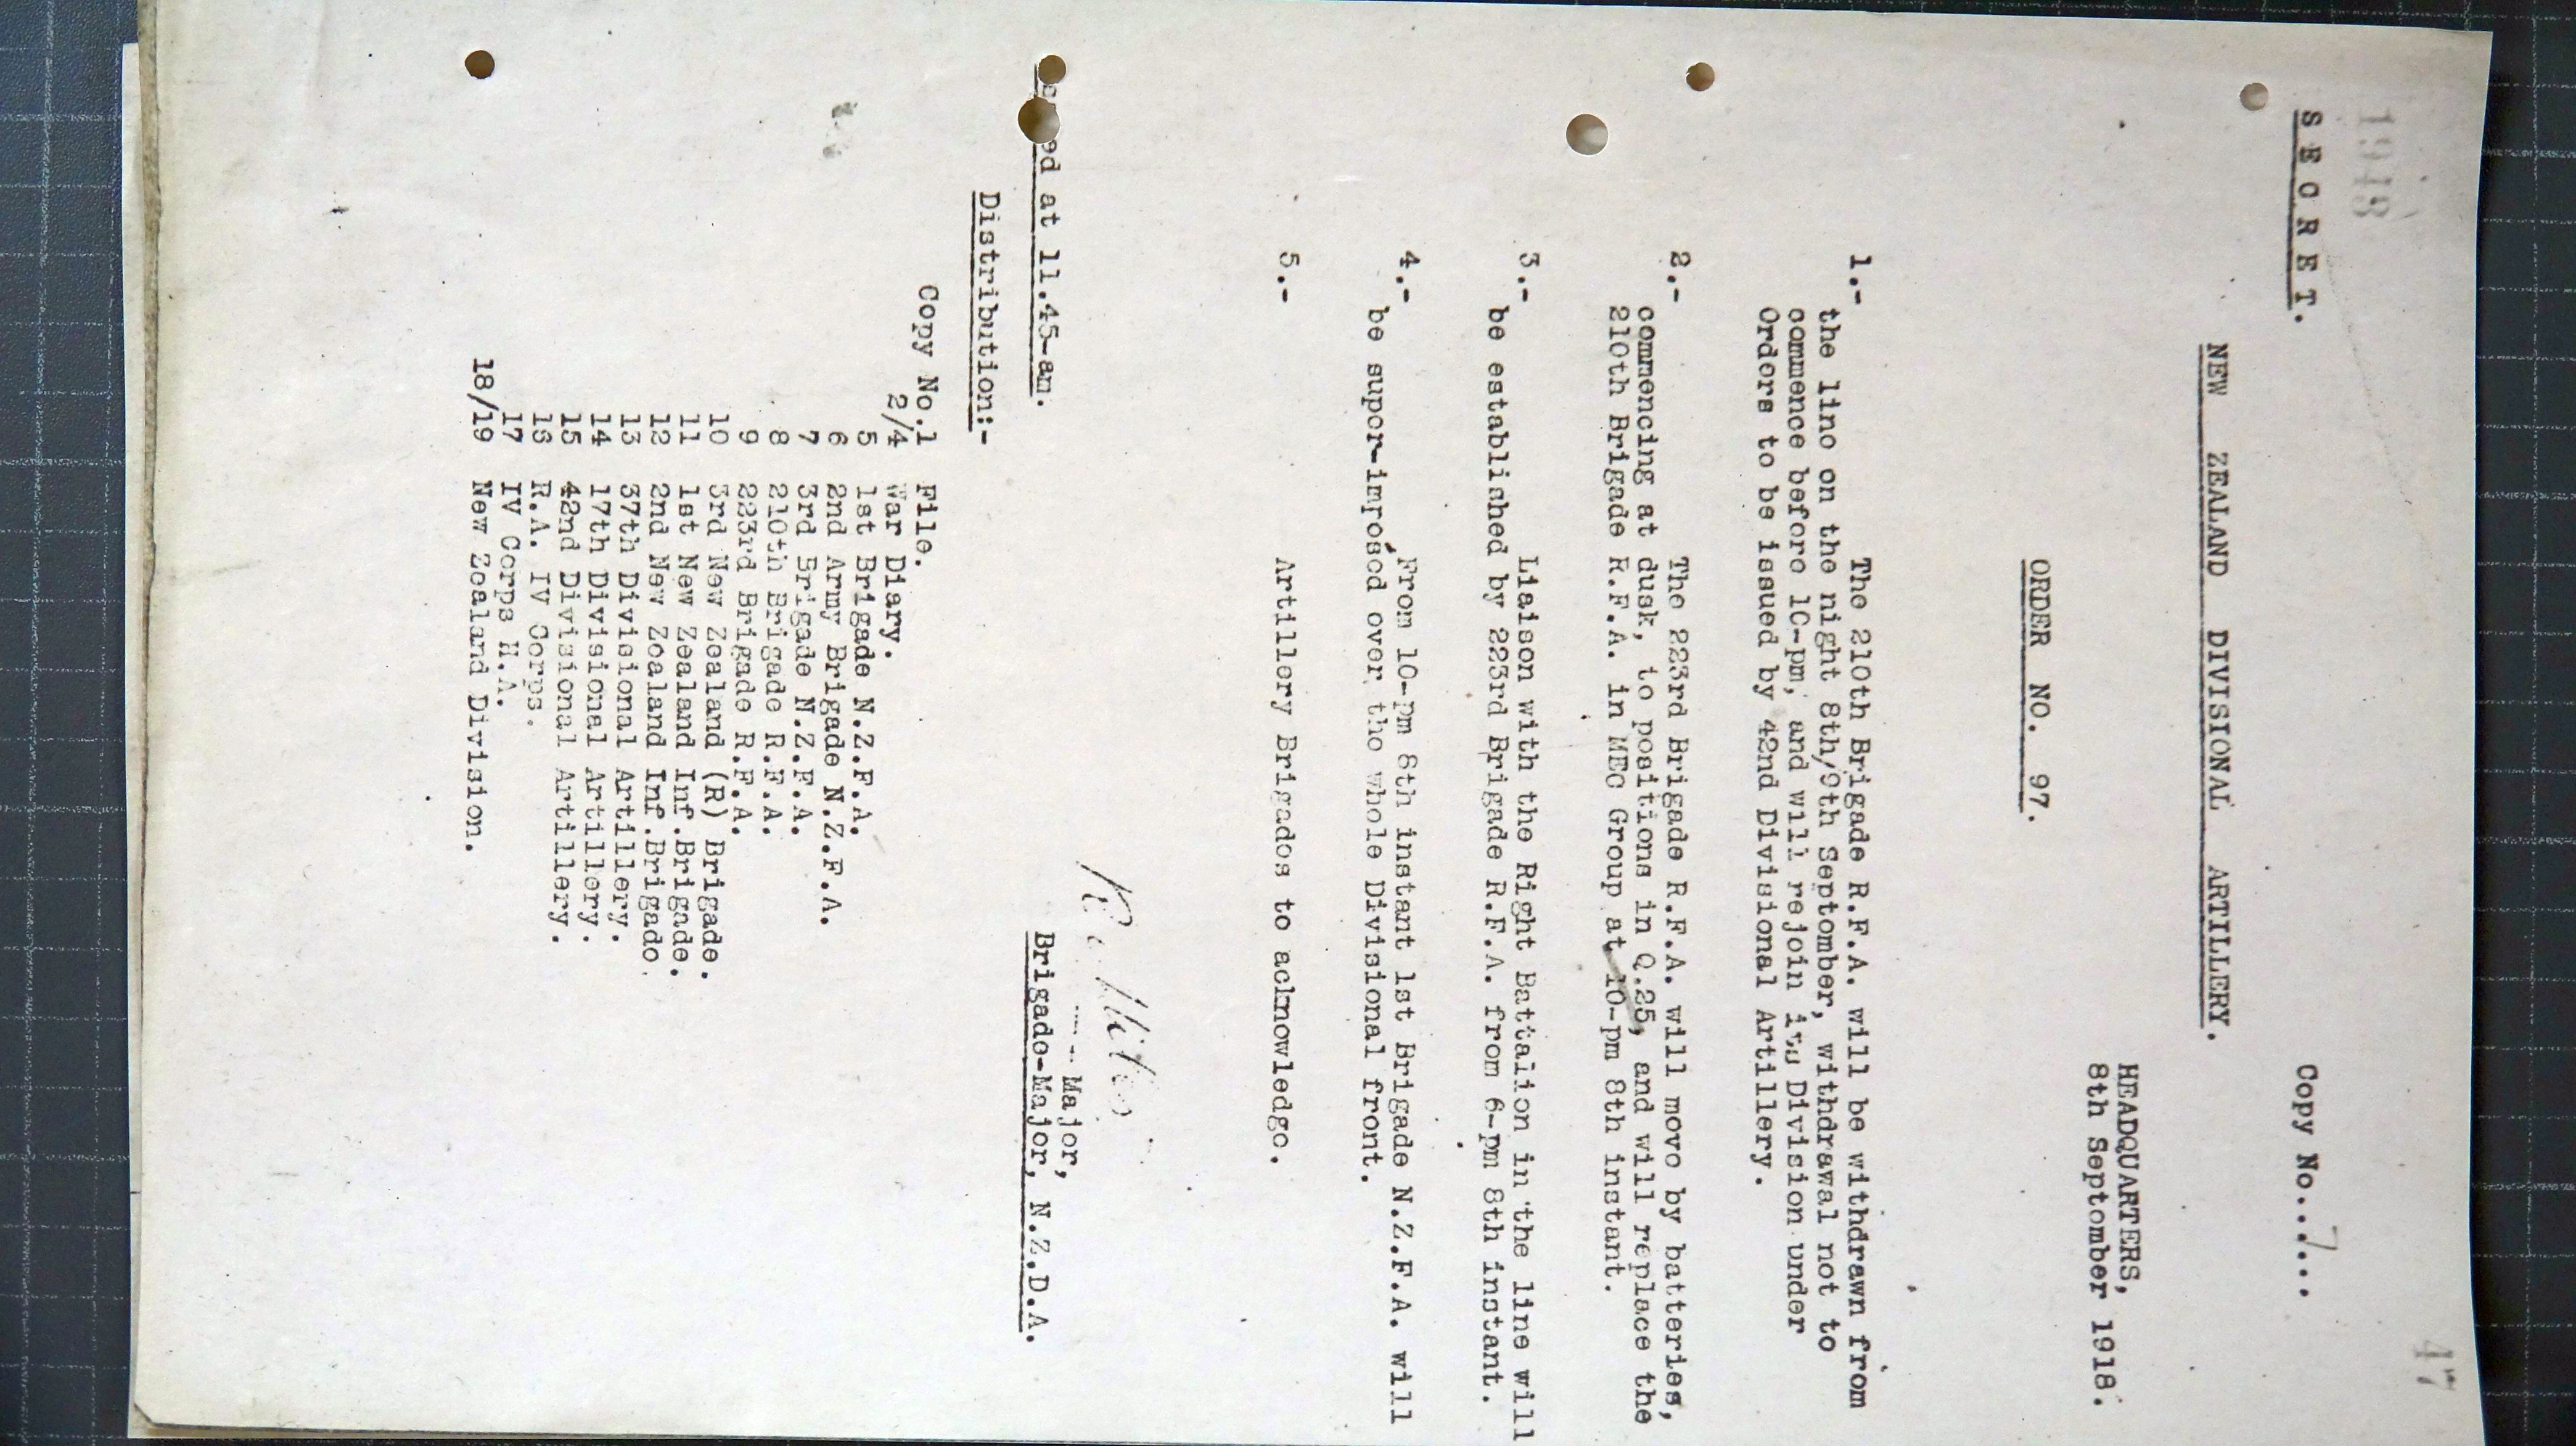 47
1918
SECRET.
Copy No...7...
NEW ZEALAND DIVISIONAL ARTILLERY.
HEADQUARTERS,
8th September 1918.
ORDER NO. 97.
1.- The 210th Brigade R.F.A. will be withdrawn from
the line on the night 8th/9th September, withdrawal not to
commence before 10-pm, and will rejoin its Division under
Orders to be issued by 42nd Divisional Artillery.
2.- The 223rd Brigade R.F.A. will move by batteries,
commencing at dusk, to positions in Q.25, and will replace the
210th Brigade R.F.A. in MEC Group at 10-pm 8th instant.
3.- Liaison with the Right Battalion in the line will
be established by 223rd Brigade R.F.A. from 6-pm 8th instant.
4.- From 10-pm 8th instant 1st Brigade N.Z.F.A. will
be super-imposed over the whole Divisional front.
5.- Artillery Brigades to acknowledge.
Major,
ed at 11.45-am. Brigade-Major, N.Z.D.A.
Distribution:-
Copy No.1 File.
2/4 War Diary.
5 1st Brigade N.Z.F.A.
6 2nd Army Brigade N.Z.F.A.
7 3rd Brigade N.Z.F.A.
8 210th Brigade R.F.A.
9 223rd Brigade R.F.A.
10 3rd New Zealand (R) Brigade.
11 1st New Zealand Inf.Brigade.
12 2nd New Zealand Inf.Brigade.
13 37th Divisional Artillery.
14 17th Divisional Artillery.
15 42nd Divisional Artillery.
16 R.A. IV Corps.
17 IV Corps H.A.
18/19 New Zealand Division.